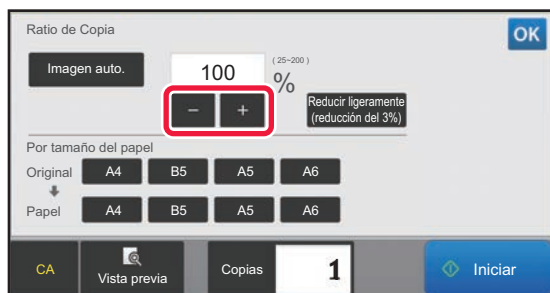 Ratio de Copia
OK
Imagen auto.
100
(25~200)
%
− +
Reducir ligeramente
(reducción del 3%)
Por tamaño del papel
Original A4 B5 A5 A6
Papel A4 B5 A5 A6
CA
Vista previa
Copias
1
Iniciar